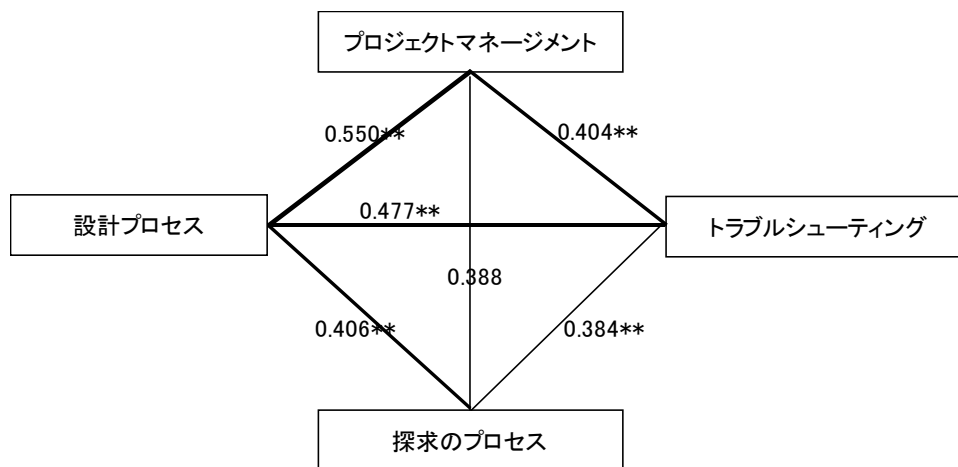 プロジェクトマネージメント
0.550**
0.404**
設計プロセス
0.477**
トラブルシューティング
0.388
0.406**
0.384**
探求のプロセス